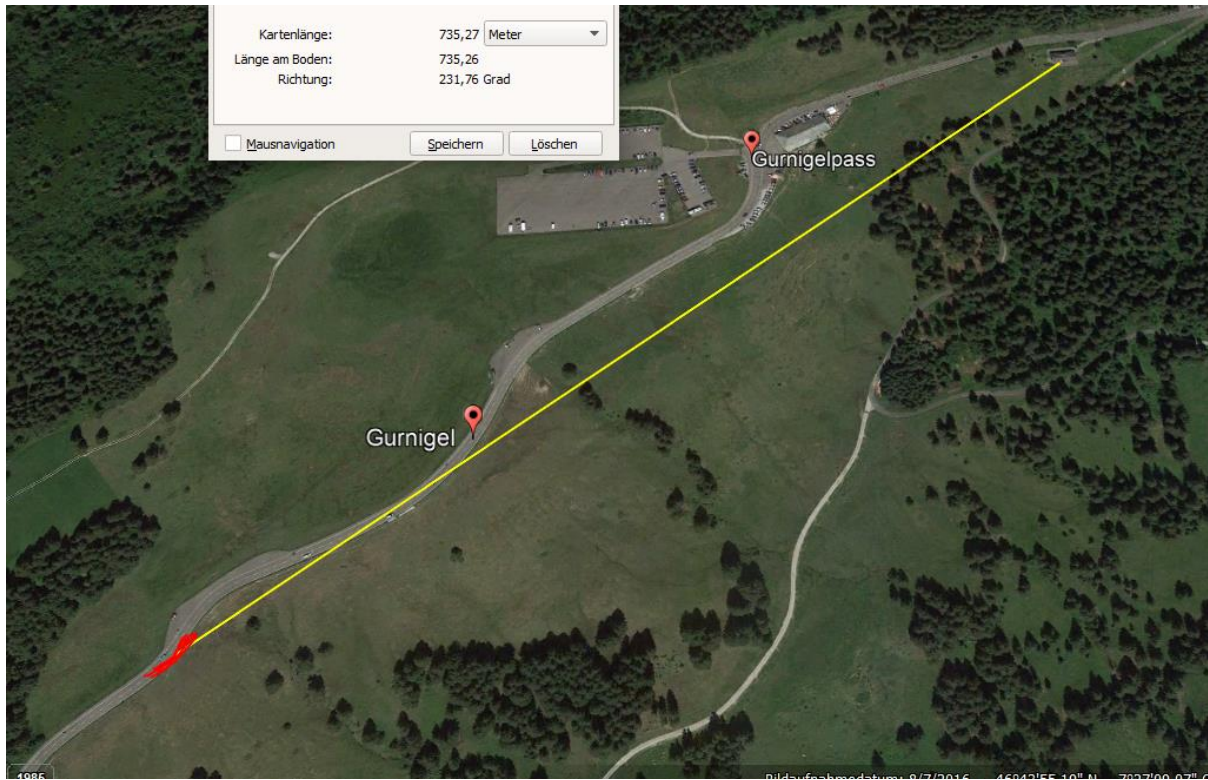 Kartenlänge: 735,27 Meter
Länge am Boden: 735,26
Richtung: 231,76 Grad
Mausnavigation Speichern Löschen
Gurnigelpass
Gurnigel
1985
Bildaufnahmedatum: 8/7/2016